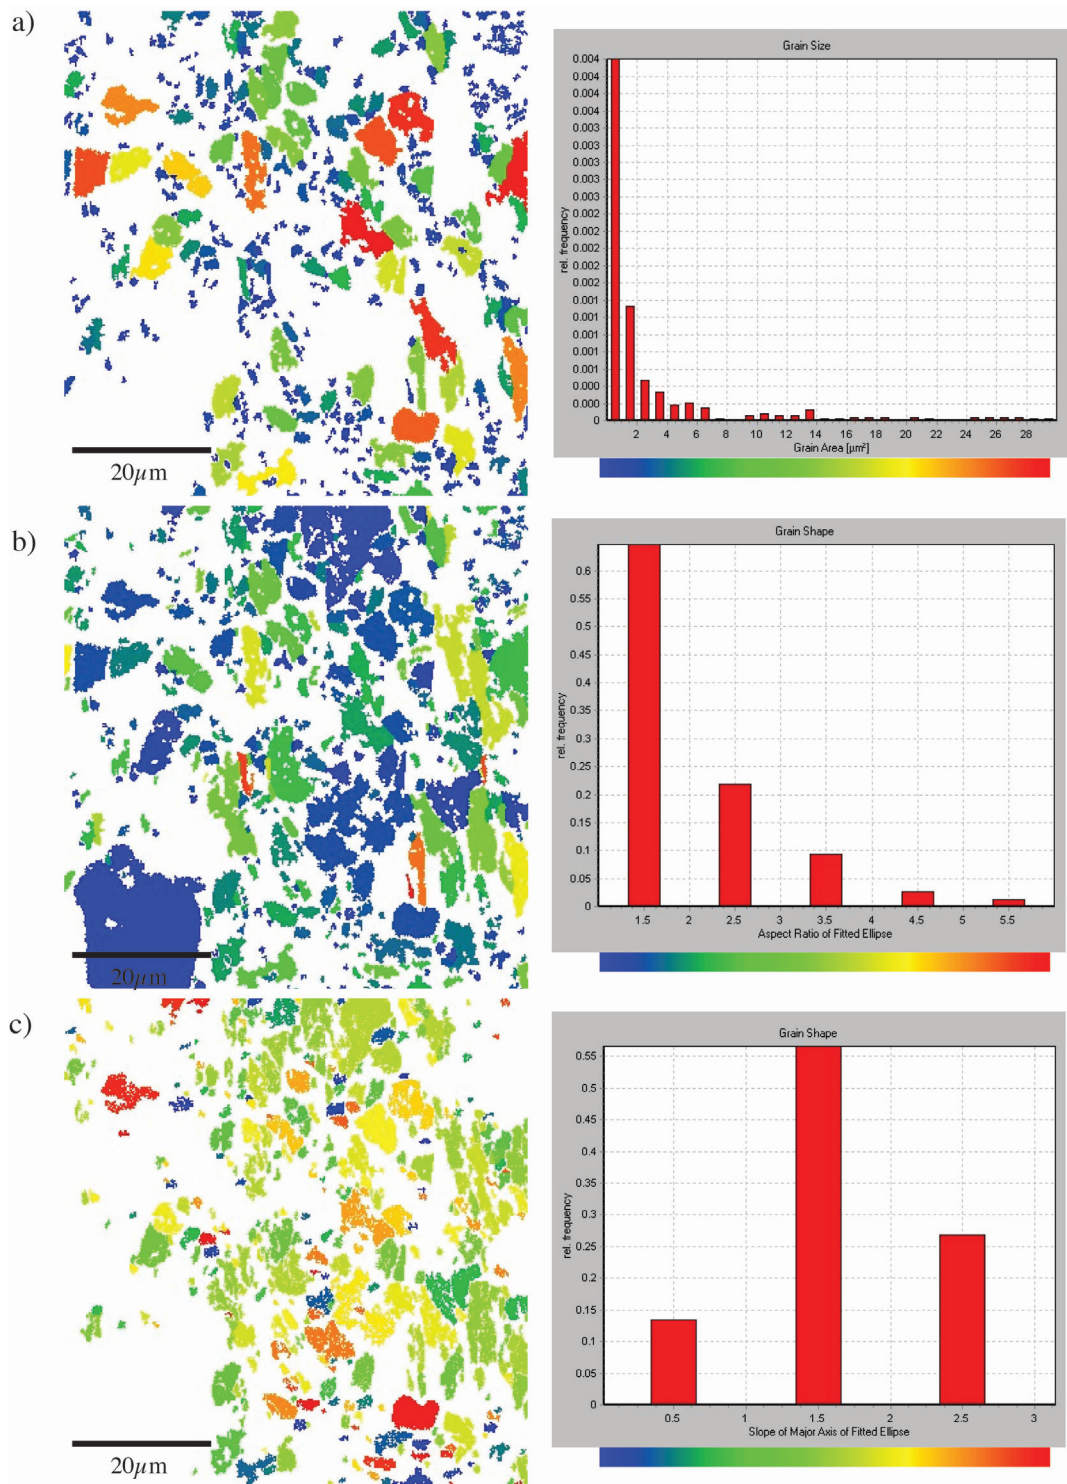 a)
20μm
Grain Size
rel. frequency
0.004
0.004
0.004
0.004
0.003
0.003
0.003
0.003
0.002
0.002
0.002
0.002
0.002
0.001
0.001
0.001
0.001
0.000
0.000
0
2 4 6 8 10 12 14 16 18 20 22 24 26 28
Grain Area [μm²]
b)
20μm
Grain Shape
rel. frequency
0.6
0.55
0.5
0.45
0.4
0.35
0.3
0.25
0.2
0.15
0.1
0.05
0
1.5 2 2.5 3 3.5 4 4.5 5 5.5
Aspect Ratio of Fitted Ellipse
c)
20μm
Grain Shape
rel. frequency
0.55
0.5
0.45
0.4
0.35
0.3
0.25
0.2
0.15
0.1
0.05
0
0.5 1 1.5 2 2.5 3
Slope of Major Axis of Fitted Ellipse